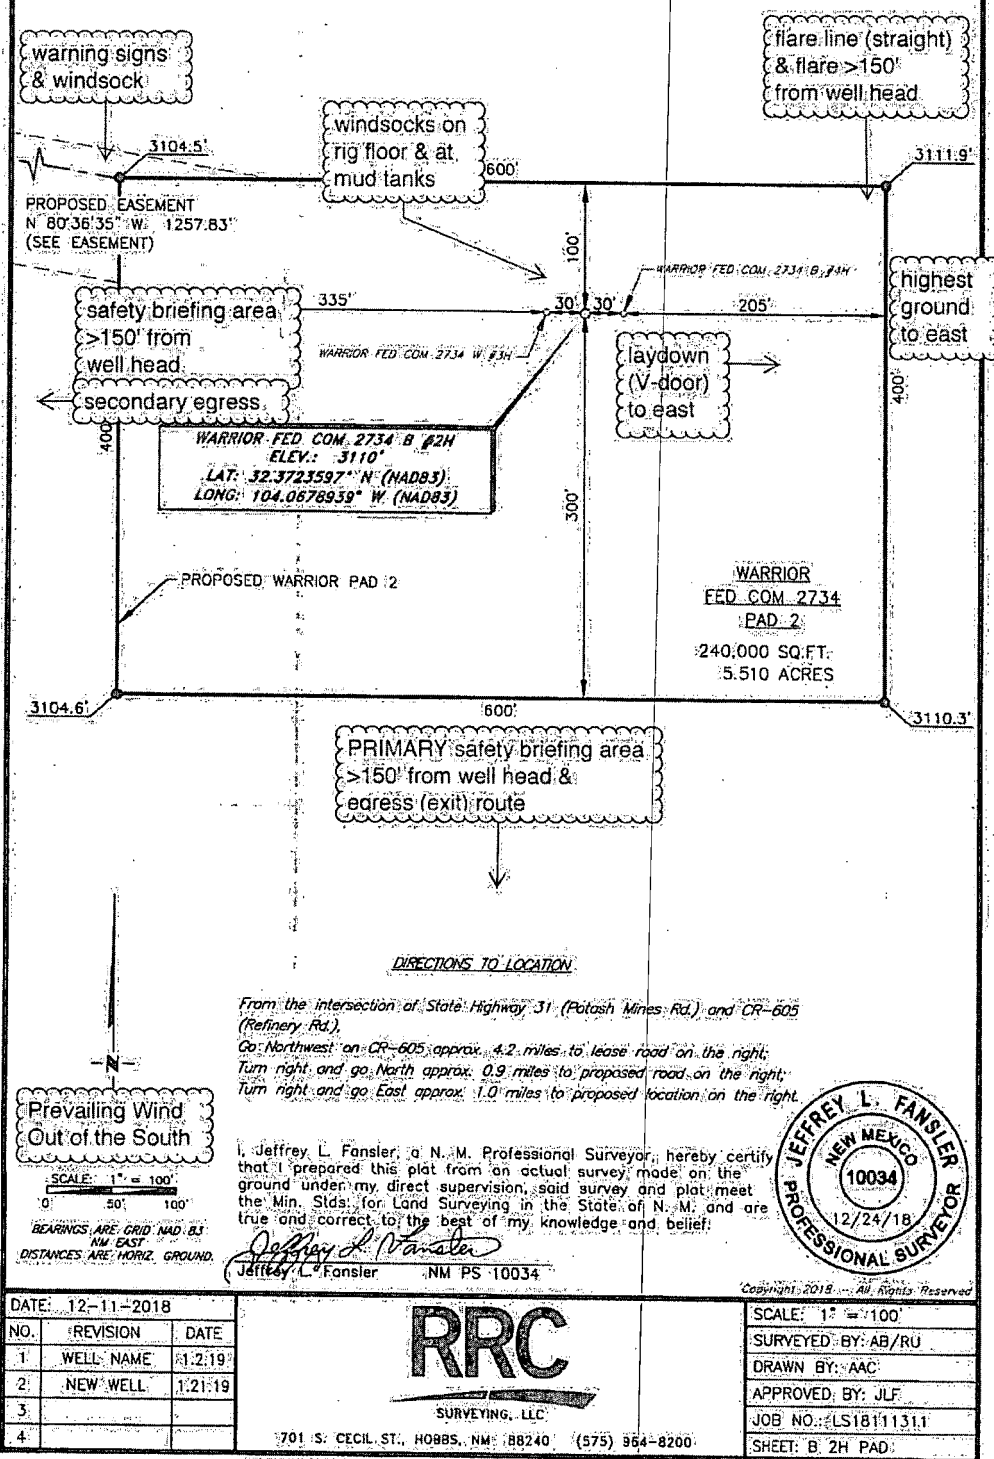 warning signs
& windsock
flare line (straight)
& flare >150'
from well head
windsocks on
rig floor & at
mud tanks
3104.5'
600'
3111.9'
PROPOSED EASEMENT
N 80°36'35" W 1257.83'
(SEE EASEMENT)
100'
WARRIOR FED COM 2734 B #4H
highest
ground
to east
safety briefing area
>150' from
well head
335'
30'
30'
205'
WARRIOR FED COM 2734 W #3H
laydown
(V-door)
to east
secondary egress
400'
400'
WARRIOR FED COM 2734 B #2H
ELEV.: 3110'
LAT: 32.3723597° N (NAD83)
LONG: 104.0678939° W (NAD83)
300'
PROPOSED WARRIOR PAD 2
WARRIOR
FED COM 2734
PAD 2
240,000 SQ.FT.
5.510 ACRES
3104.6'
600'
3110.3'
PRIMARY safety briefing area
>150' from well head &
egress (exit) route
DIRECTIONS TO LOCATION
From the intersection of State Highway 31 (Potash Mines Rd.) and CR-605
(Refinery Rd.),
Go Northwest on CR-605 approx. 4.2 miles to lease road on the right;
Turn right and go North approx. 0.9 miles to proposed road on the right;
Turn right and go East approx. 1.0 miles to proposed location on the right.
N
Prevailing Wind
Out of the South
SCALE: 1" = 100'
0 50' 100'
BEARINGS ARE GRID NAD 83
NM EAST
DISTANCES ARE HORIZ. GROUND.
I, Jeffrey L. Fansler, a N. M. Professional Surveyor, hereby certify
that I prepared this plat from an actual survey made on the
ground under my direct supervision, said survey and plat meet
the Min. Stds. for Land Surveying in the State of N. M. and are
true and correct to the best of my knowledge and belief.
Jeffrey L Fansler
Jeffrey L. Fansler NM PS 10034
JEFFREY L. FANSLER
NEW MEXICO
10034
12/24/18
PROFESSIONAL SURVEYOR
Copyright 2018 - All Rights Reserved
DATE: 12-11-2018
NO. REVISION DATE
1 WELL NAME 1.2.19
2 NEW WELL 1.21.19
3
4
RRC
SURVEYING, LLC
701 S. CECIL ST., HOBBS, NM 88240 (575) 964-8200
SCALE: 1" = 100'
SURVEYED BY: AB/RU
DRAWN BY: AAC
APPROVED BY: JLF
JOB NO.: LS1811131.1
SHEET: B 2H PAD